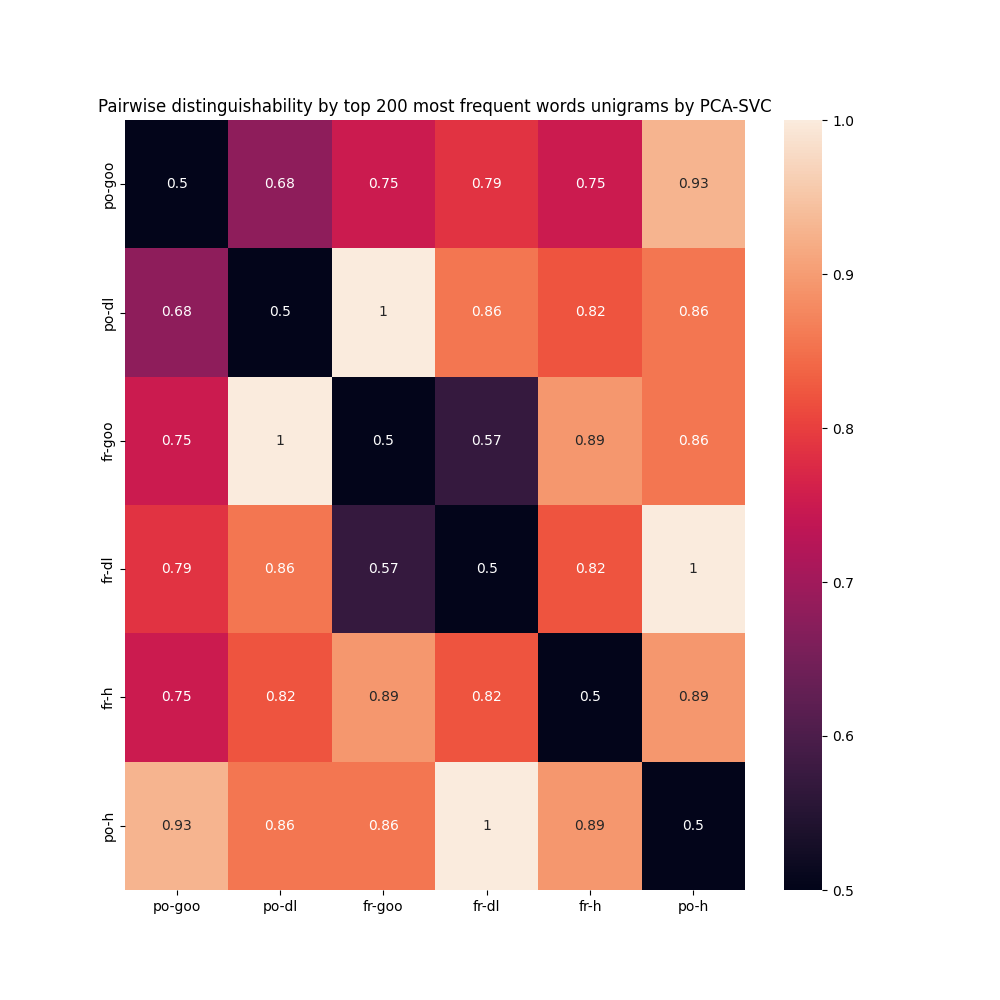 Pairwise distinguishability by top 200 most frequent words unigrams by PCA-SVC
po-goo 0.5 0.68 0.75 0.79 0.75 0.93
po-dl 0.68 0.5 1 0.86 0.82 0.86
fr-goo 0.75 1 0.5 0.57 0.89 0.86
fr-dl 0.79 0.86 0.57 0.5 0.82 1
fr-h 0.75 0.82 0.89 0.82 0.5 0.89
po-h 0.93 0.86 0.86 1 0.89 0.5
po-goo po-dl fr-goo fr-dl fr-h po-h
1.0
0.9
0.8
0.7
0.6
0.5